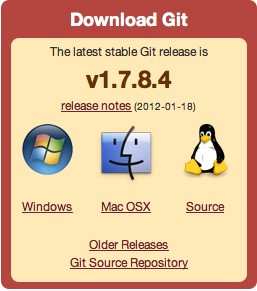 Download Git
The latest stable Git release is
v1.7.8.4
release notes (2012-01-18)
Windows Mac OSX Source
Older Releases
Git Source Repository